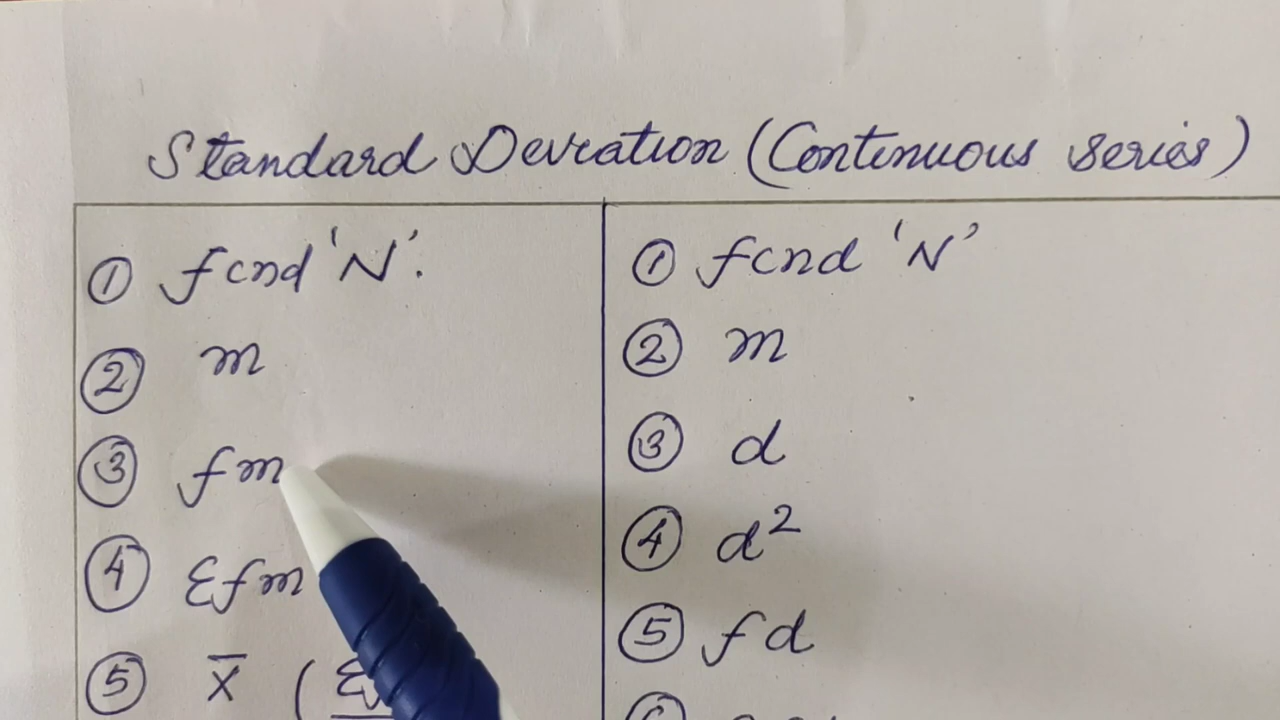 Standard Deviation (Continuous series)
① find 'N'.
② m
③ fm
④ Σfm
⑤ x̄ (Σ
① find 'N'
② m
③ d
④ d²
⑤ fd